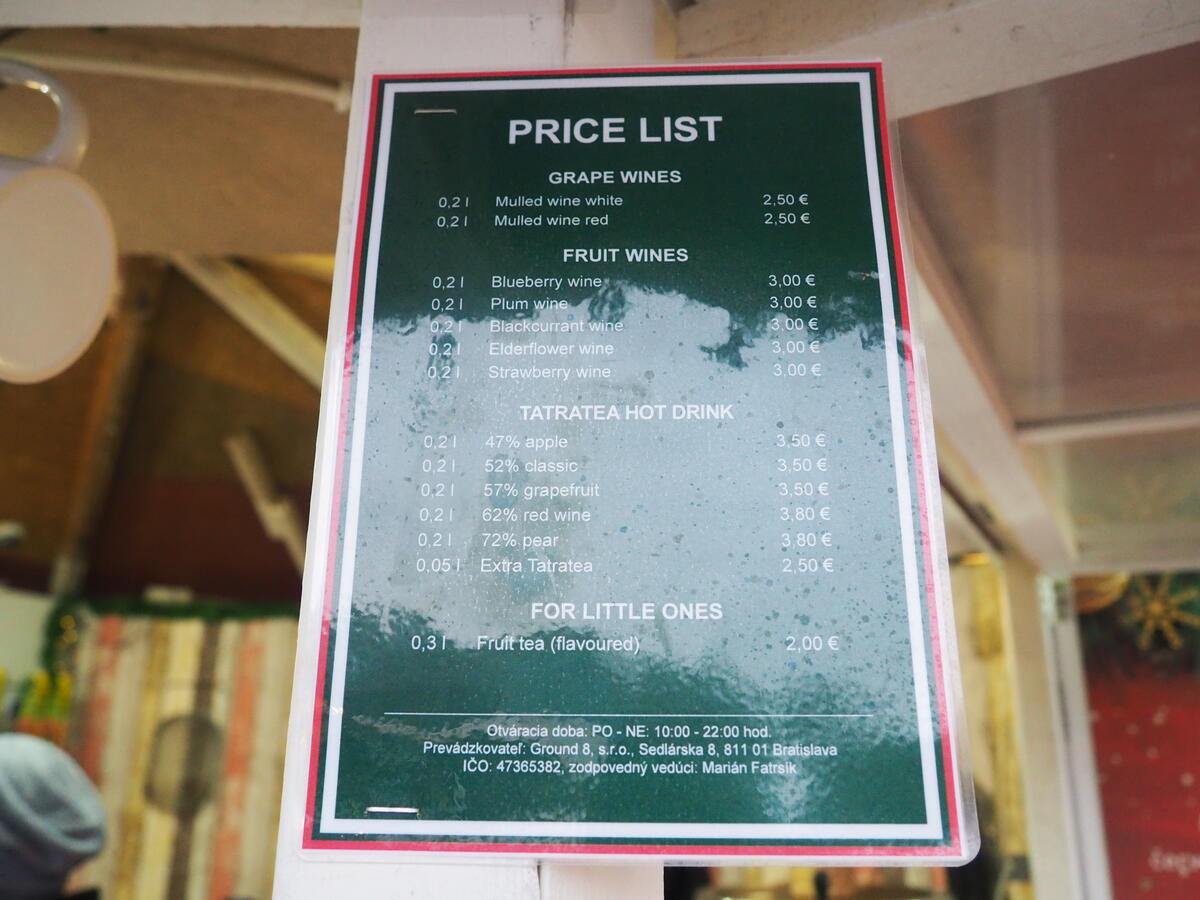 PRICE LIST
GRAPE WINES
0,2 l Mulled wine white 2,50 €
0,2 l Mulled wine red 2,50 €
FRUIT WINES
0,2 l Blueberry wine 3,00 €
0,2 l Plum wine 3,00 €
0,2 l Blackcurrant wine 3,00 €
0,2 l Elderflower wine 3,00 €
0,2 l Strawberry wine 3,00 €
TATRATEA HOT DRINK
0,2 l 47% apple 3,50 €
0,2 l 52% classic 3,50 €
0,2 l 57% grapefruit 3,50 €
0,2 l 62% red wine 3,80 €
0,2 l 72% pear 3,80 €
0,05 l Extra Tatratea 2,50 €
FOR LITTLE ONES
0,3 l Fruit tea (flavoured) 2,00 €
Otváracia doba: PO - NE: 10:00 - 22:00 hod.
Prevádzkovateľ: Ground 8, s.r.o., Sedlárska 8, 811 01 Bratislava
IČO: 47365382, zodpovedný vedúci: Marián Fatrsik